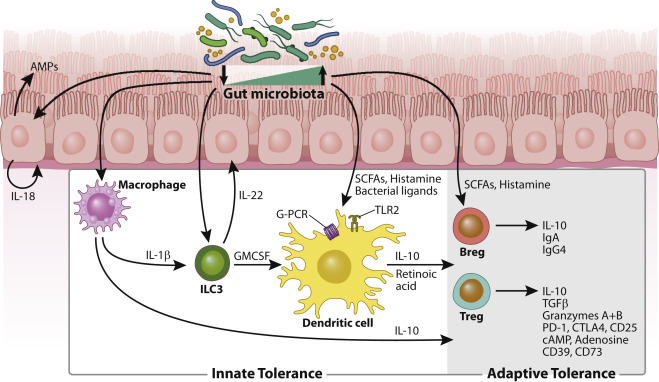 AMPs
Gut microbiota
IL-18
Macrophage
IL-22
SCFAs, Histamine
Bacterial ligands
SCFAs, Histamine
G-PCR
TLR2
IL-1β
GMCSF
ILC3
IL-10
Retinoic
acid
Dendritic cell
IL-10
Breg
IL-10
IgA
IgG4
Treg
IL-10
TGFβ
Granzymes A+B
PD-1, CTLA4, CD25
cAMP, Adenosine
CD39, CD73
Innate Tolerance
Adaptive Tolerance